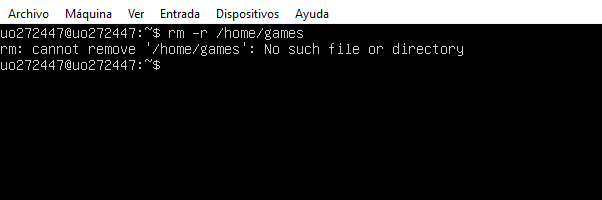 Archivo Máquina Ver Entrada Dispositivos Ayuda
uo272447@uo272447:~$ rm -r /home/games
rm: cannot remove '/home/games': No such file or directory
uo272447@uo272447:~$